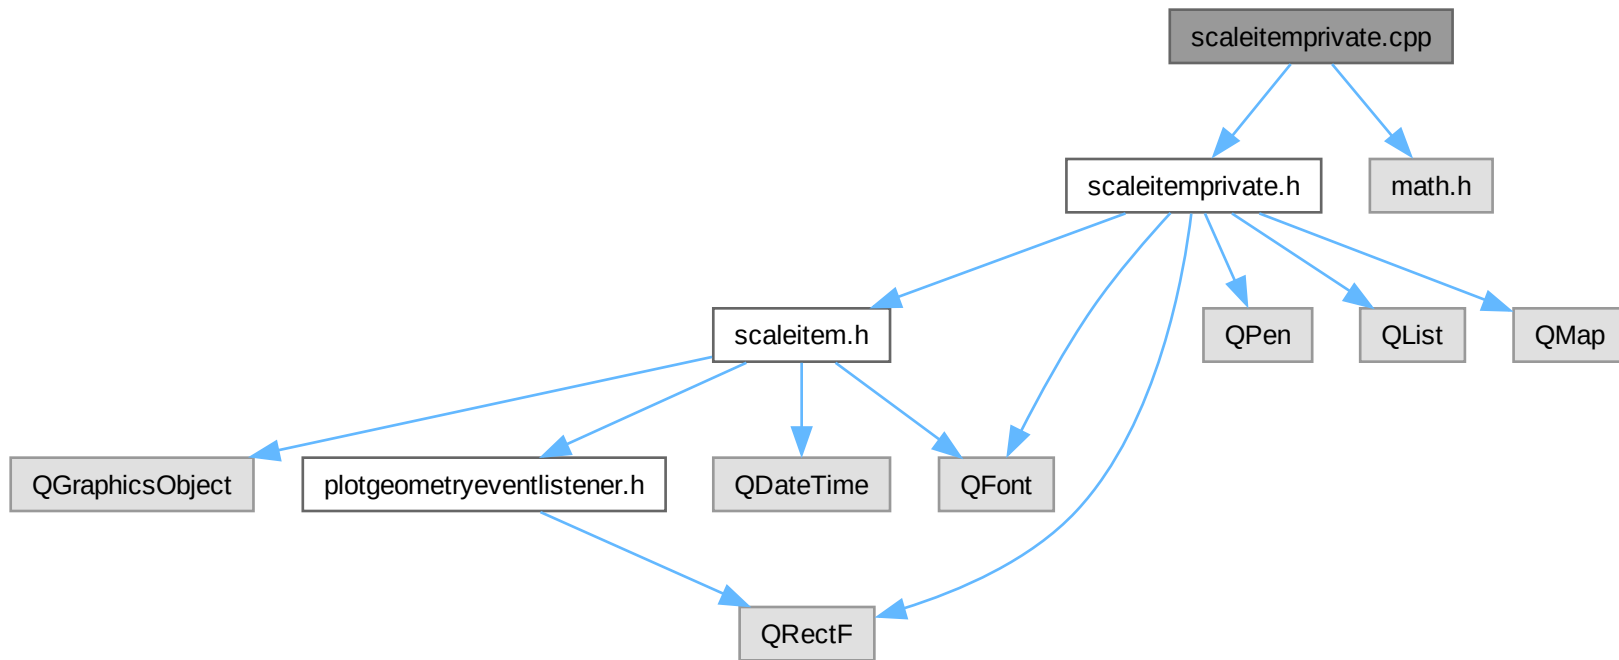 scaleitemprivate.cpp
scaleitemprivate.h
math.h
scaleitem.h
QPen
QList
QMap
QGraphicsObject
plotgeometryeventlistener.h
QDateTime
QFont
QRectF